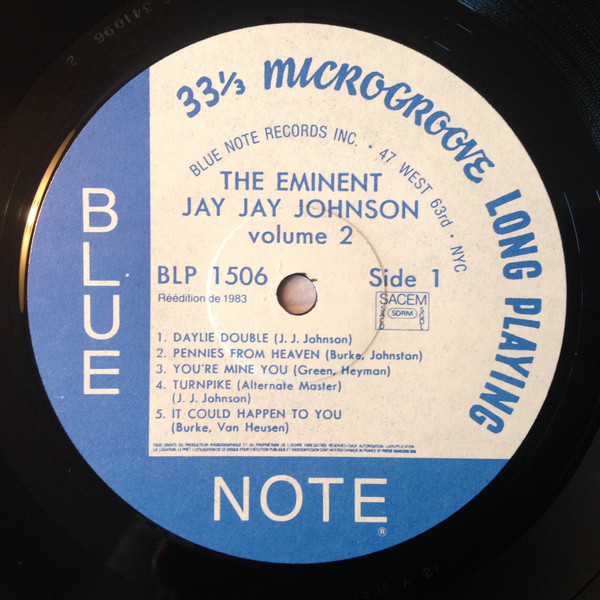 33⅓ MICROGROOVE LONG PLAYING
BLUE NOTE RECORDS INC. • 47 WEST 63rd • NYC
THE EMINENT
JAY JAY JOHNSON
volume 2
BLP 1506
Side 1
Réédition de 1983
SACEM
SDRM
1. DAYLIE DOUBLE (J. J. Johnson)
2. PENNIES FROM HEAVEN (Burke, Johnston)
3. YOU'RE MINE YOU (Green, Heyman)
4. TURNPIKE (Alternate Master)
(J. J. Johnson)
5. IT COULD HAPPEN TO YOU
(Burke, Van Heusen)
BLUE
NOTE
®